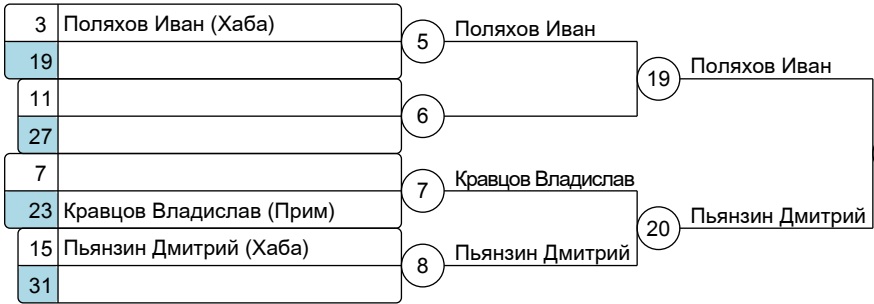 3 Поляхов Иван (Хаба)
5 Поляхов Иван
19
19 Поляхов Иван
11
6
27
7
7 Кравцов Владислав
23 Кравцов Владислав (Прим)
20 Пьянзин Дмитрий
15 Пьянзин Дмитрий (Хаба)
8 Пьянзин Дмитрий
31